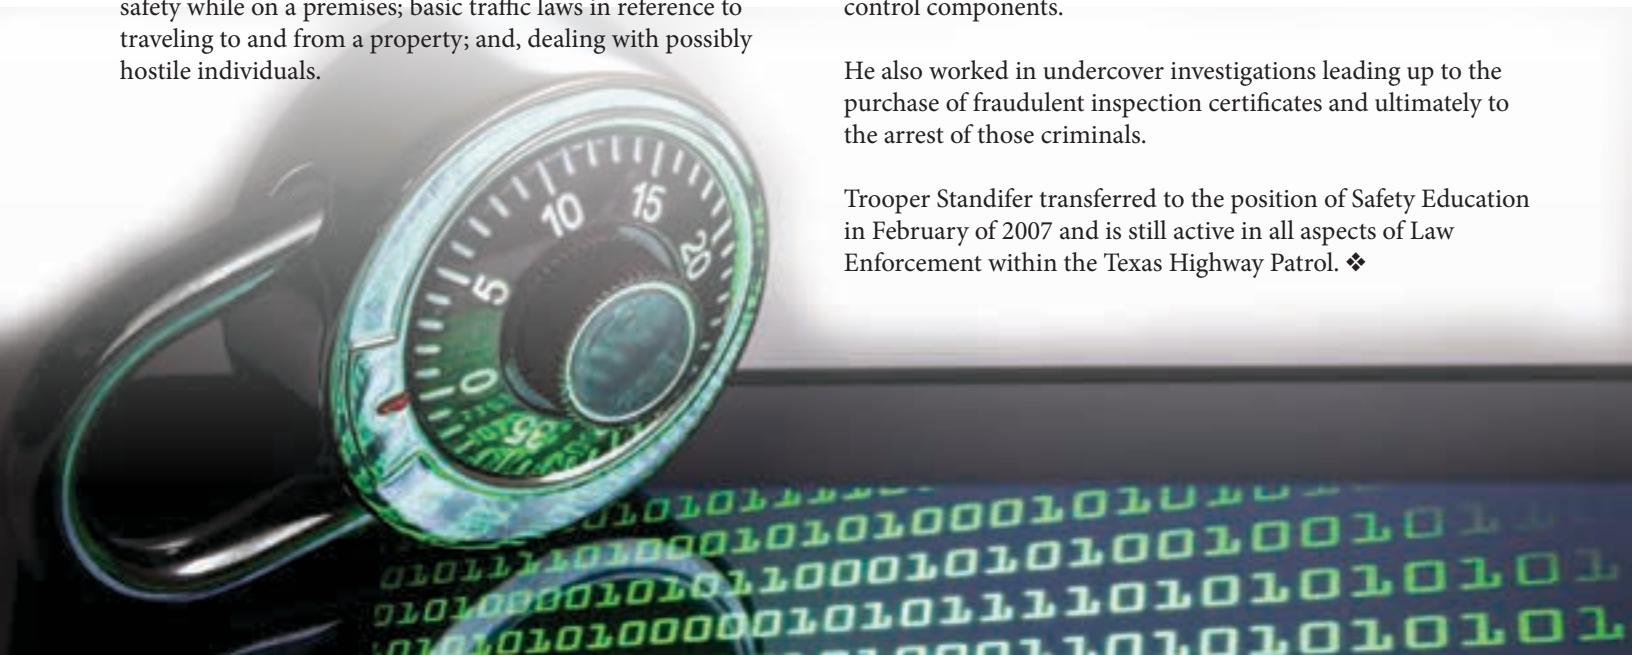 safety while on a premises; basic traffic laws in reference to
traveling to and from a property; and, dealing with possibly
hostile individuals.
control components.
He also worked in undercover investigations leading up to the
purchase of fraudulent inspection certificates and ultimately to
the arrest of those criminals.
Trooper Standifer transferred to the position of Safety Education
in February of 2007 and is still active in all aspects of Law
Enforcement within the Texas Highway Patrol. ❖
0
5
10
15
20
35